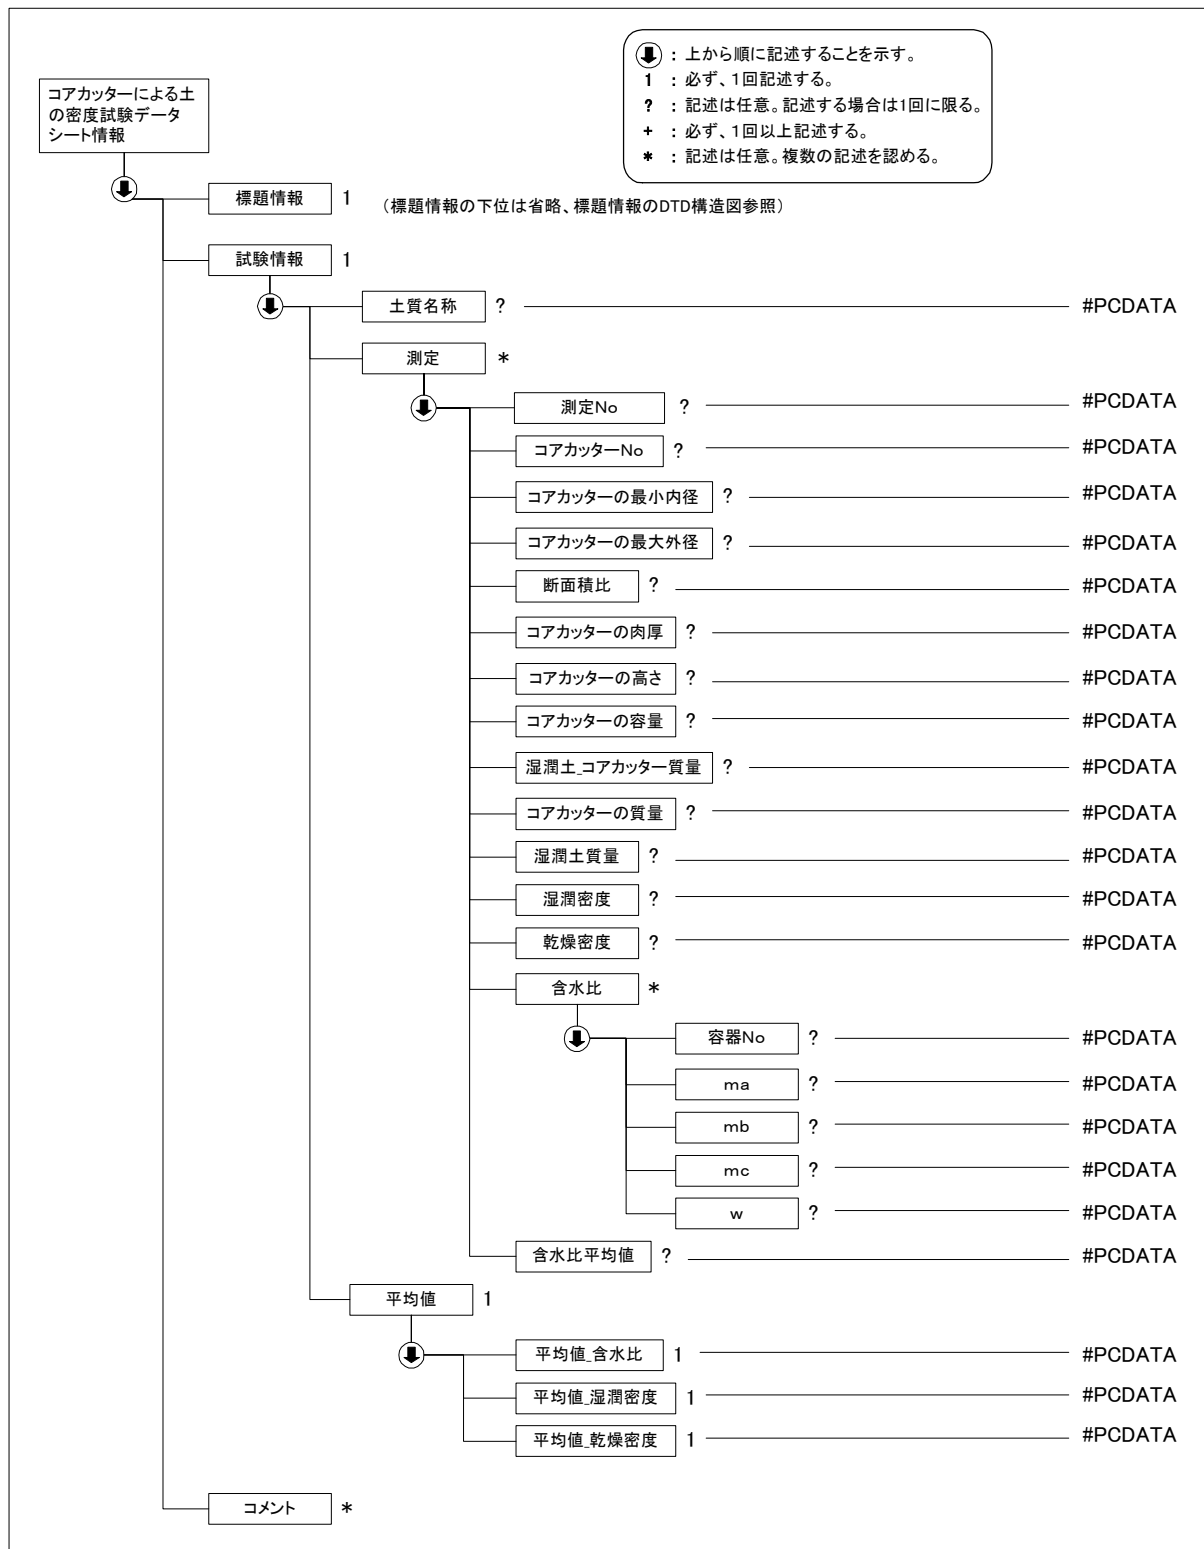 ：上から順に記述することを示す。
1：必ず、1回記述する。
?：記述は任意。記述する場合は1回に限る。
+：必ず、1回以上記述する。
*：記述は任意。複数の記述を認める。
コアカッターによる土
の密度試験データ
シート情報
標題情報 1 （標題情報の下位は省略、標題情報のDTD構造図参照）
試験情報 1
土質名称 ? #PCDATA
測定 *
測定No ? #PCDATA
コアカッターNo ? #PCDATA
コアカッターの最小内径 ? #PCDATA
コアカッターの最大外径 ? #PCDATA
断面積比 ? #PCDATA
コアカッターの肉厚 ? #PCDATA
コアカッターの高さ ? #PCDATA
コアカッターの容量 ? #PCDATA
湿潤土_コアカッター質量 ? #PCDATA
コアカッターの質量 ? #PCDATA
湿潤土質量 ? #PCDATA
湿潤密度 ? #PCDATA
乾燥密度 ? #PCDATA
含水比 *
容器No ? #PCDATA
ma ? #PCDATA
mb ? #PCDATA
mc ? #PCDATA
w ? #PCDATA
含水比平均値 ? #PCDATA
平均値 1
平均値_含水比 1 #PCDATA
平均値_湿潤密度 1 #PCDATA
平均値_乾燥密度 1 #PCDATA
コメント *